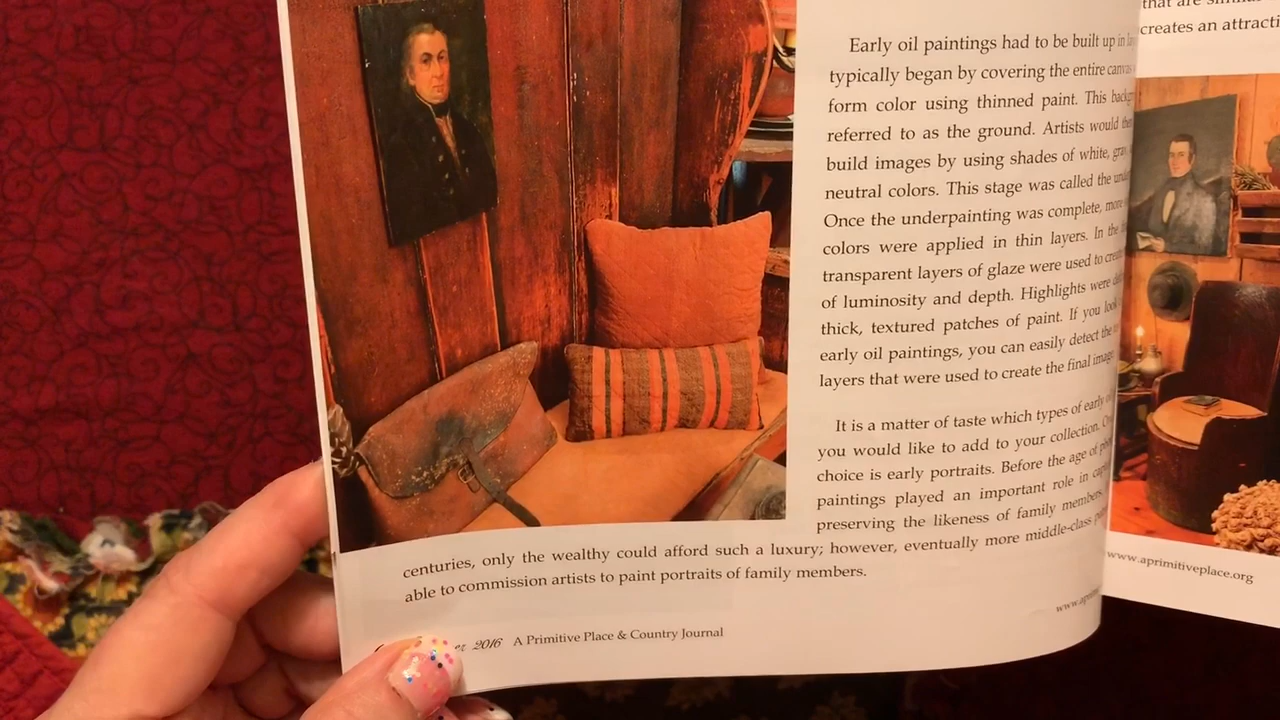 Early oil paintings had to be built up in
typically began by covering the entire canvas
form color using thinned paint. This
referred to as the ground. Artists would
build images by using shades of white, gray,
neutral colors. This stage was called the
Once the underpainting was complete, more
colors were applied in thin layers. In the
transparent layers of glaze were used to
of luminosity and depth. Highlights were
thick, textured patches of paint. If you look
early oil paintings, you can easily detect the
layers that were used to create the final image
It is a matter of taste which types of early
you would like to add to your collection.
choice is early portraits. Before the age of
paintings played an important role in
preserving the likeness of family members.
centuries, only the wealthy could afford such a luxury; however, eventually more middle-class
able to commission artists to paint portraits of family members.
2016 A Primitive Place & Country Journal
that are
creates an
www.aprimitiveplace.org